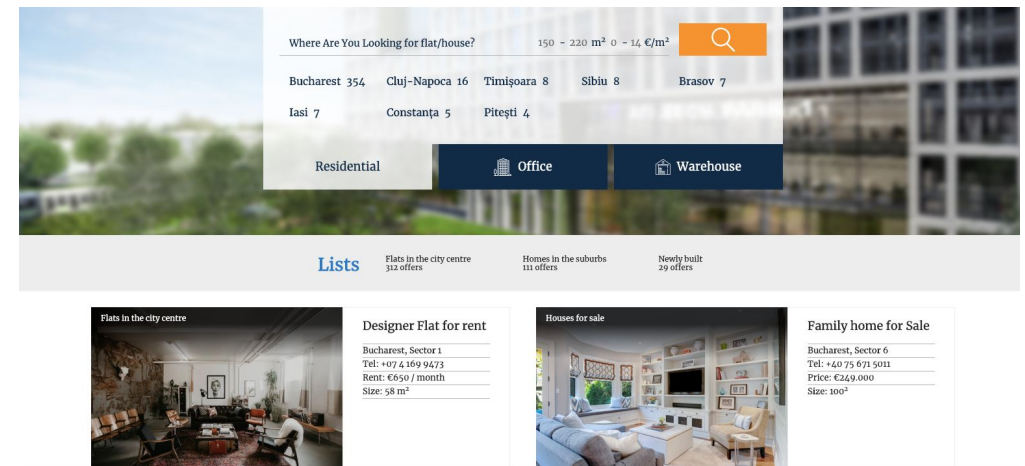 Where Are You Looking for flat/house? 150 - 220 m² 0 - 14 €/m²
Bucharest 354 Cluj-Napoca 16 Timișoara 8 Sibiu 8 Brasov 7
Iasi 7 Constanța 5 Pitești 4
Residential Office Warehouse
Lists
Flats in the city centre
312 offers
Homes in the suburbs
111 offers
Newly built
29 offers
Flats in the city centre
Designer Flat for rent
Bucharest, Sector 1
Tel: +07 4 169 9473
Rent: €650 / month
Size: 58 m²
Houses for sale
Family home for Sale
Bucharest, Sector 6
Tel: +40 75 671 5011
Price: €249.000
Size: 100²